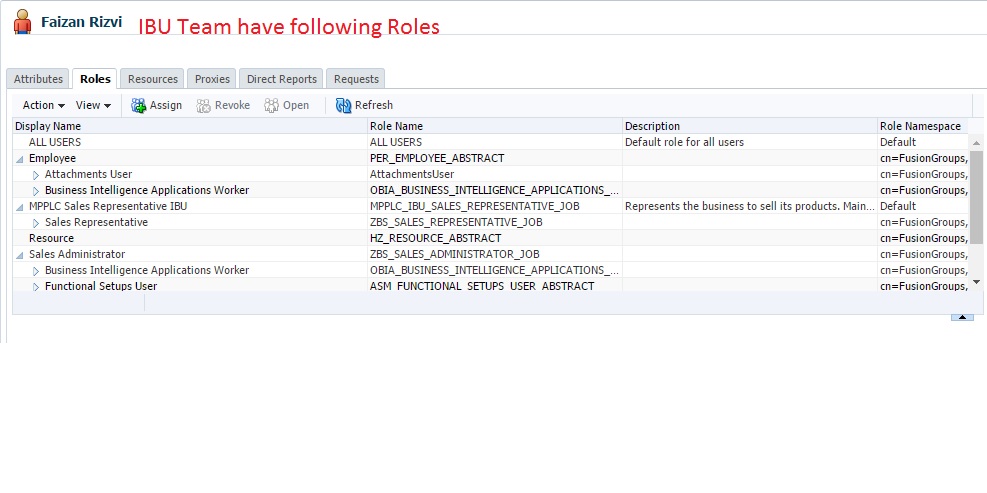 Faizan Rizvi IBU Team have following Roles
Attributes Roles Resources Proxies Direct Reports Requests
Action View Assign Revoke Open Refresh
Display Name Role Name Description Role Namespace
ALL USERS ALL USERS Default role for all users Default
Employee PER_EMPLOYEE_ABSTRACT cn=FusionGroups,
Attachments User AttachmentsUser cn=FusionGroups,
Business Intelligence Applications Worker OBIA_BUSINESS_INTELLIGENCE_APPLICATIONS_... cn=FusionGroups,
MPPLC Sales Representative IBU MPPLC_IBU_SALES_REPRESENTATIVE_JOB Represents the business to sell its products. Main... Default
Sales Representative ZBS_SALES_REPRESENTATIVE_JOB cn=FusionGroups,
Resource HZ_RESOURCE_ABSTRACT cn=FusionGroups,
Sales Administrator ZBS_SALES_ADMINISTRATOR_JOB cn=FusionGroups,
Business Intelligence Applications Worker OBIA_BUSINESS_INTELLIGENCE_APPLICATIONS_... cn=FusionGroups,
Functional Setups User ASM_FUNCTIONAL_SETUPS_USER_ABSTRACT cn=FusionGroups,